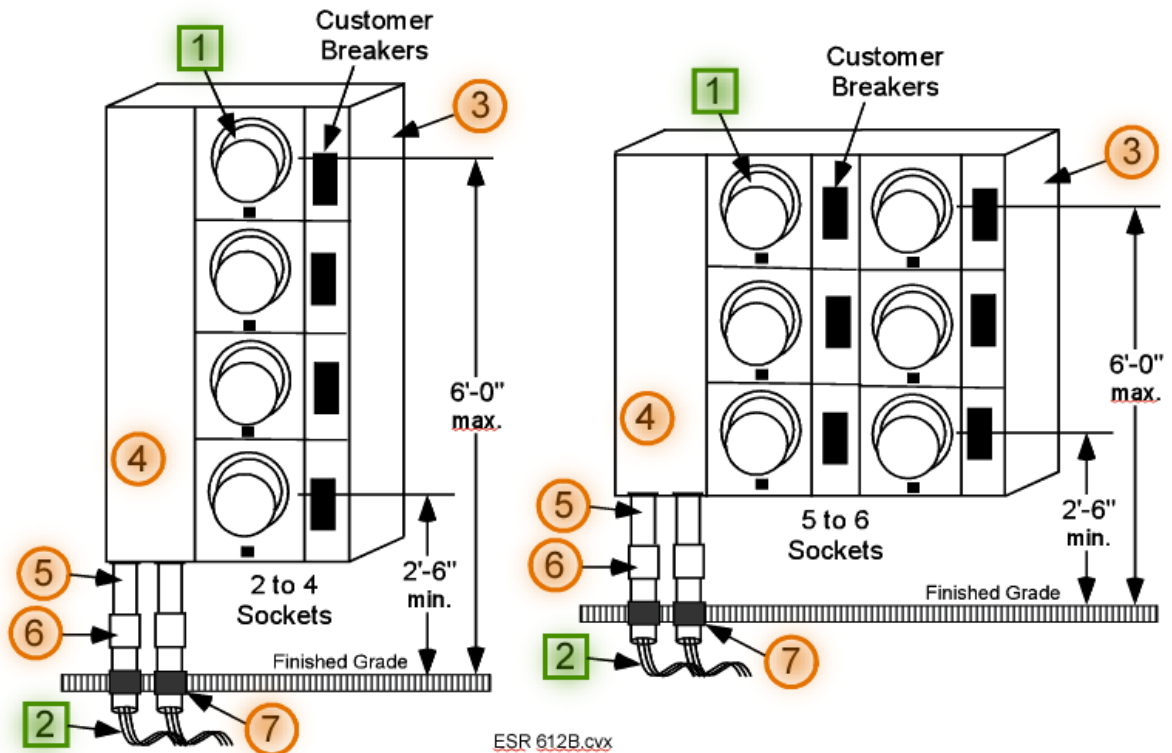 Customer
Breakers
1
3
6'-0"
max.
4
2'-6"
min.
5
2 to 4
Sockets
6
Finished Grade
2
7
Customer
Breakers
1
3
6'-0"
max.
4
2'-6"
min.
5
5 to 6
Sockets
6
Finished Grade
2
7
ESR 612B.cvx